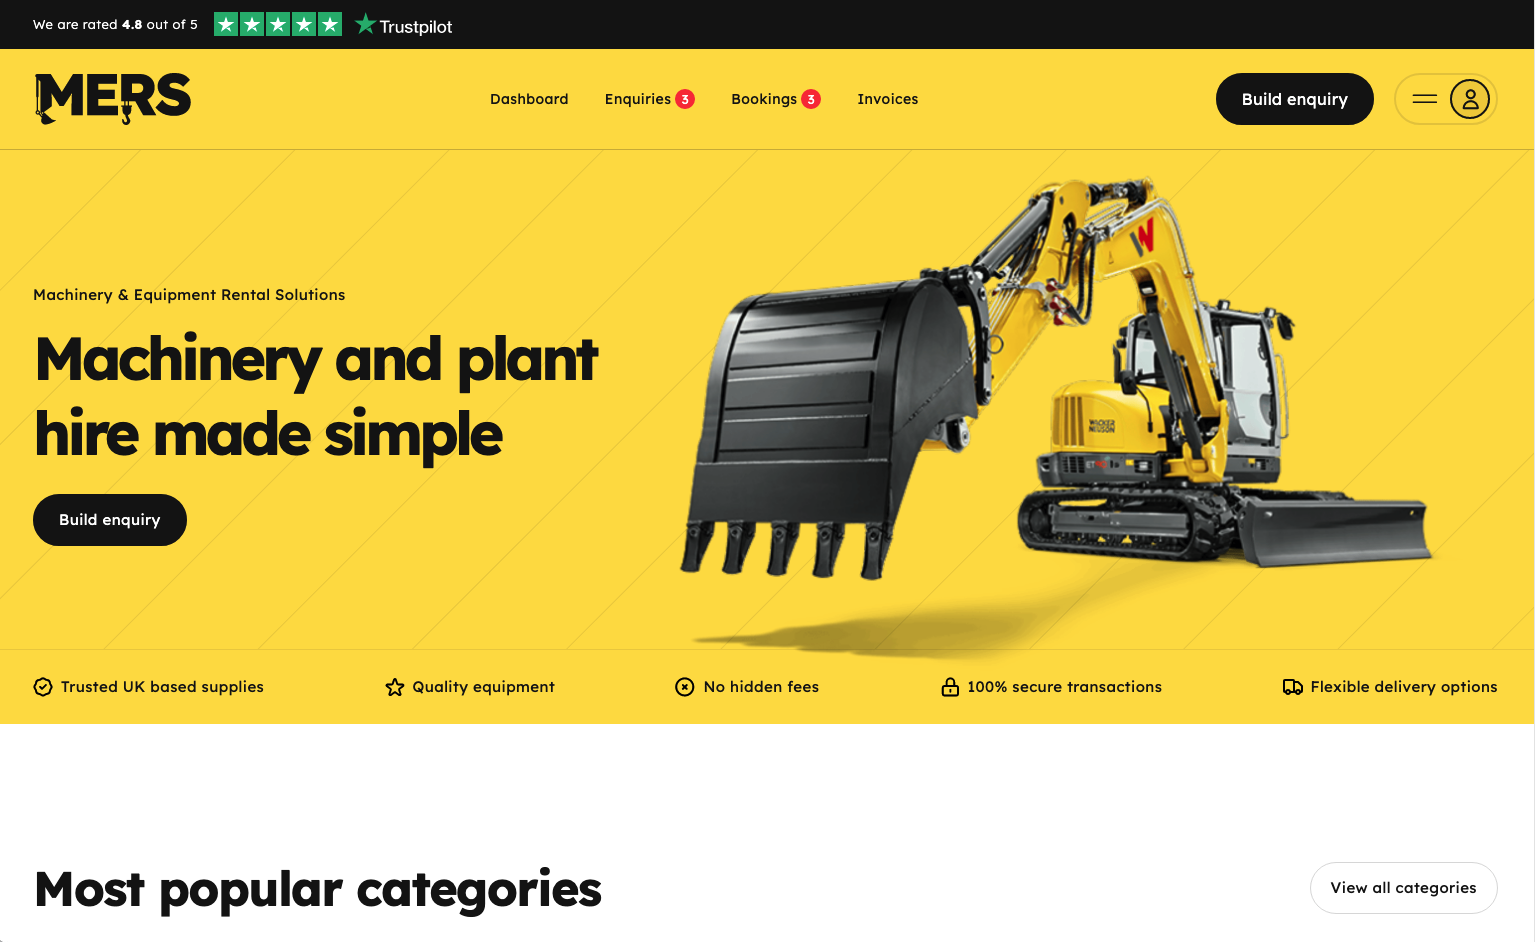 We are rated 4.8 out of 5
Trustpilot
MERS
Dashboard
Enquiries 3
Bookings 3
Invoices
Build enquiry
Machinery & Equipment Rental Solutions
Machinery and plant
hire made simple
Build enquiry
W
WACKER
NEUSON
Trusted UK based supplies
Quality equipment
No hidden fees
100% secure transactions
Flexible delivery options
Most popular categories
View all categories